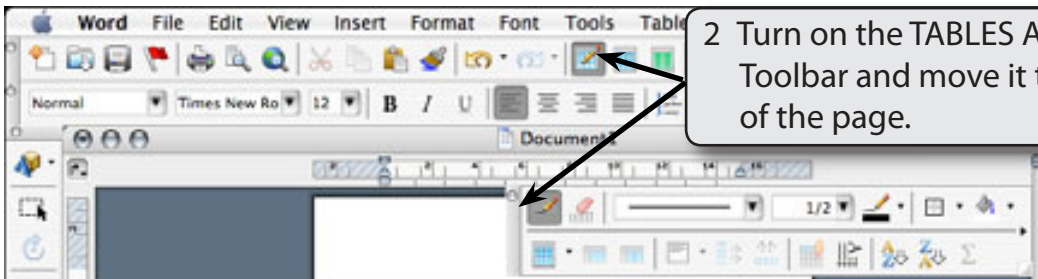 Word File Edit View Insert Format Font Tools Table
Normal Times New Ro 12 B I U
Document1
1/2
2 Turn on the TABLES A
Toolbar and move it t
of the page.